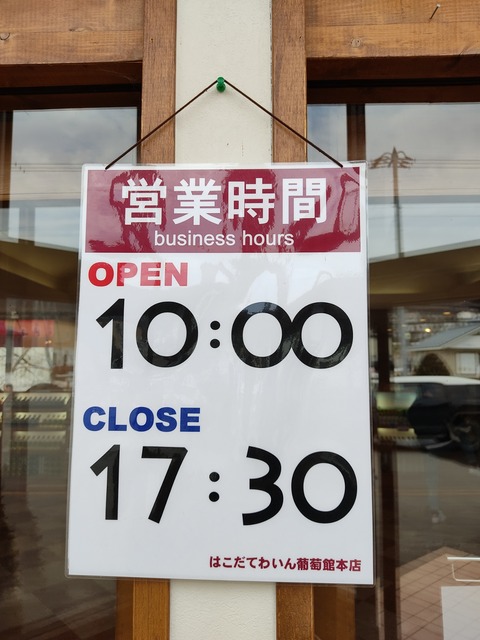 営業時間
business hours
OPEN
10:00
CLOSE
17:30
はこだてわいん葡萄館本店